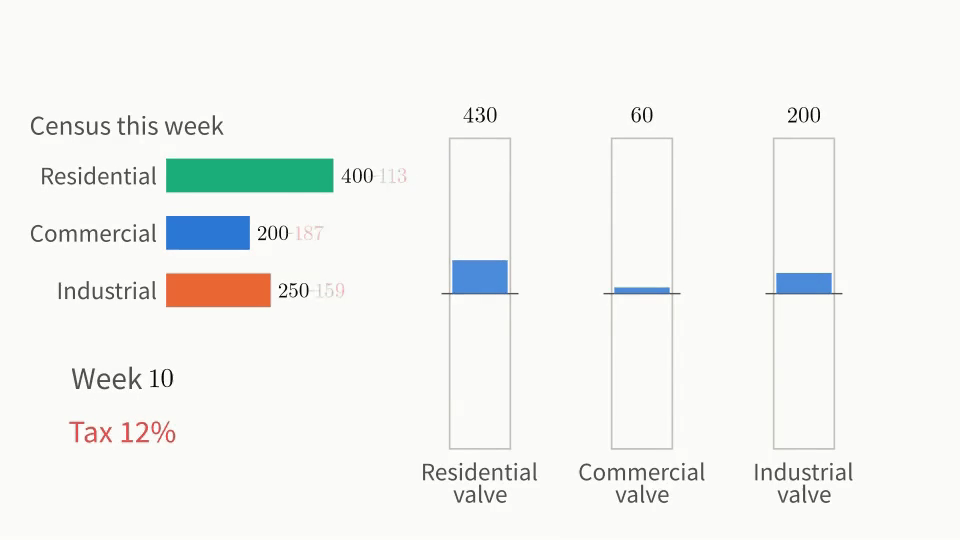 Census this week
Residential 400 -113
Commercial 200 -187
Industrial 250 -159
Week 10
Tax 12%
430
60
200
Residential valve
Commercial valve
Industrial valve